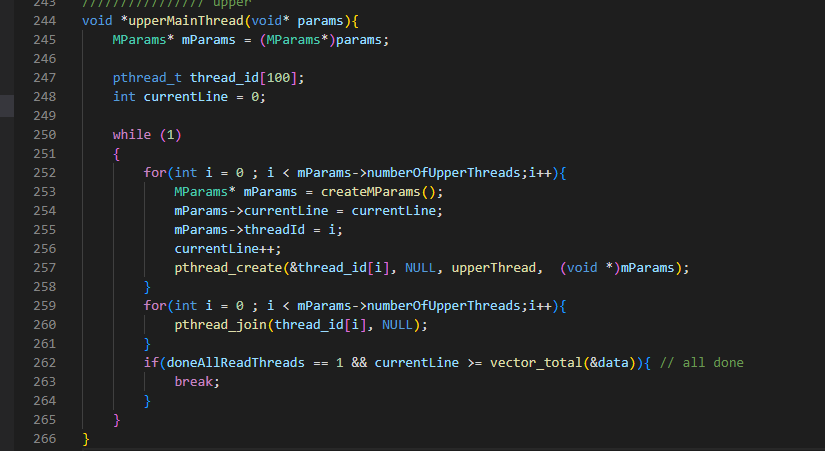 243 //////////////// upper
244 void *upperMainThread(void* params){
245     MParams* mParams = (MParams*)params;
246
247     pthread_t thread_id[100];
248     int currentLine = 0;
249
250     while (1)
251     {
252         for(int i = 0 ; i < mParams->numberOfUpperThreads;i++){
253             MParams* mParams = createMParams();
254             mParams->currentLine = currentLine;
255             mParams->threadId = i;
256             currentLine++;
257             pthread_create(&thread_id[i], NULL, upperThread,  (void *)mParams);
258         }
259         for(int i = 0 ; i < mParams->numberOfUpperThreads;i++){
260             pthread_join(thread_id[i], NULL);
261         }
262         if(doneAllReadThreads == 1 && currentLine >= vector_total(&data)){ // all done
263             break;
264         }
265     }
266 }